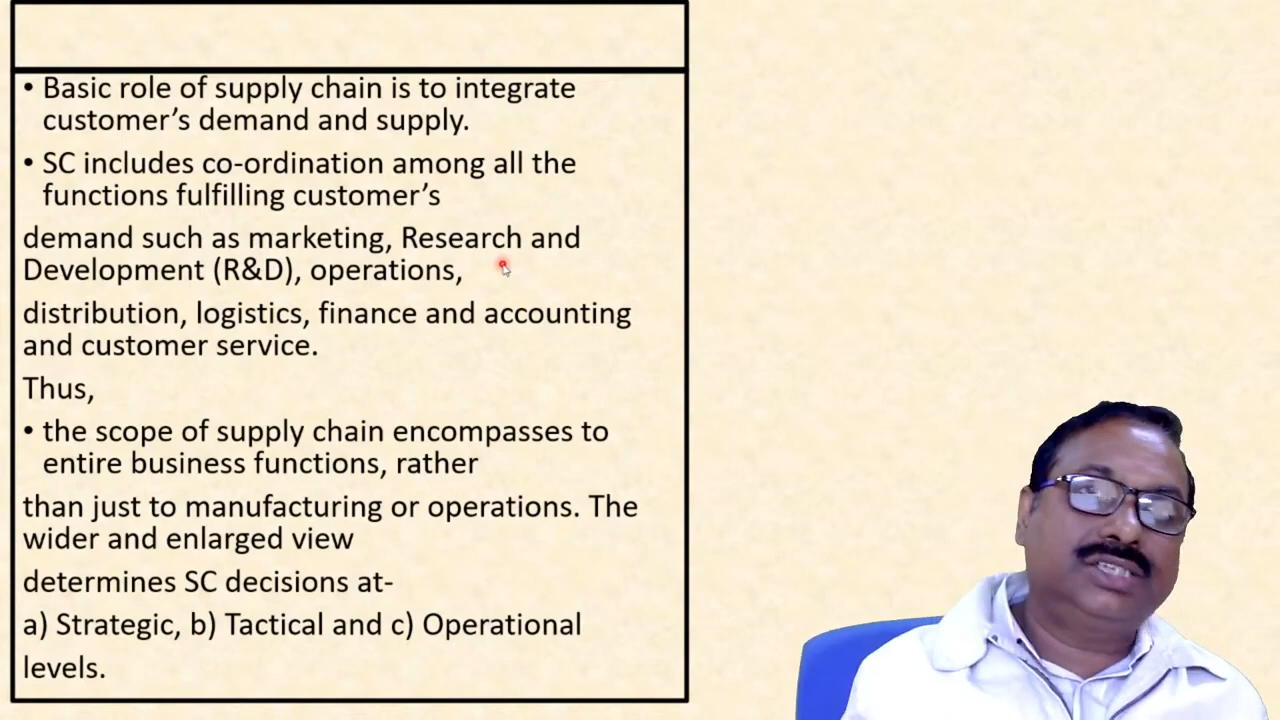 • Basic role of supply chain is to integrate
customer’s demand and supply.
• SC includes co-ordination among all the
functions fulfilling customer’s
demand such as marketing, Research and
Development (R&D), operations,
distribution, logistics, finance and accounting
and customer service.
Thus,
• the scope of supply chain encompasses to
entire business functions, rather
than just to manufacturing or operations. The
wider and enlarged view
determines SC decisions at-
a) Strategic, b) Tactical and c) Operational
levels.